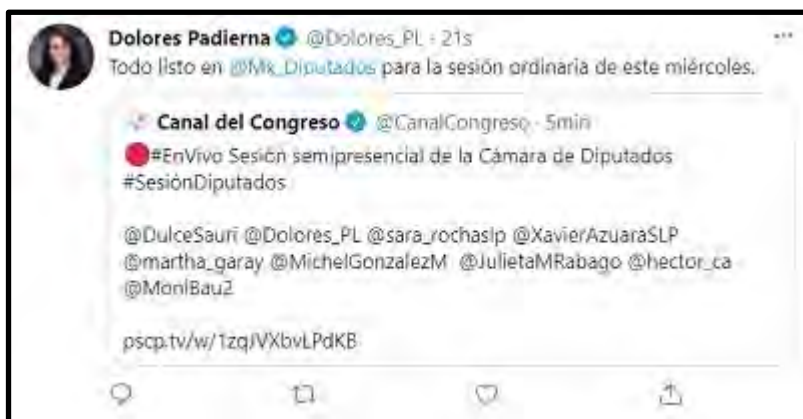 Dolores Padierna @Dolores_PL · 21s
Todo listo en @Mx_Diputados para la sesión ordinaria de este miércoles.
Canal del Congreso @CanalCongreso · 5min
#EnVivo Sesión semipresencial de la Cámara de Diputados
#SesiónDiputados
@DulceSauri @Dolores_PL @sara_rochaslp @XavierAzuaraSLP
@martha_garay @MichelGonzalezM @JulietaMRabago @hector_ca
@MoniBau2
pscp.tv/w/1zqJVXbvLPdKB